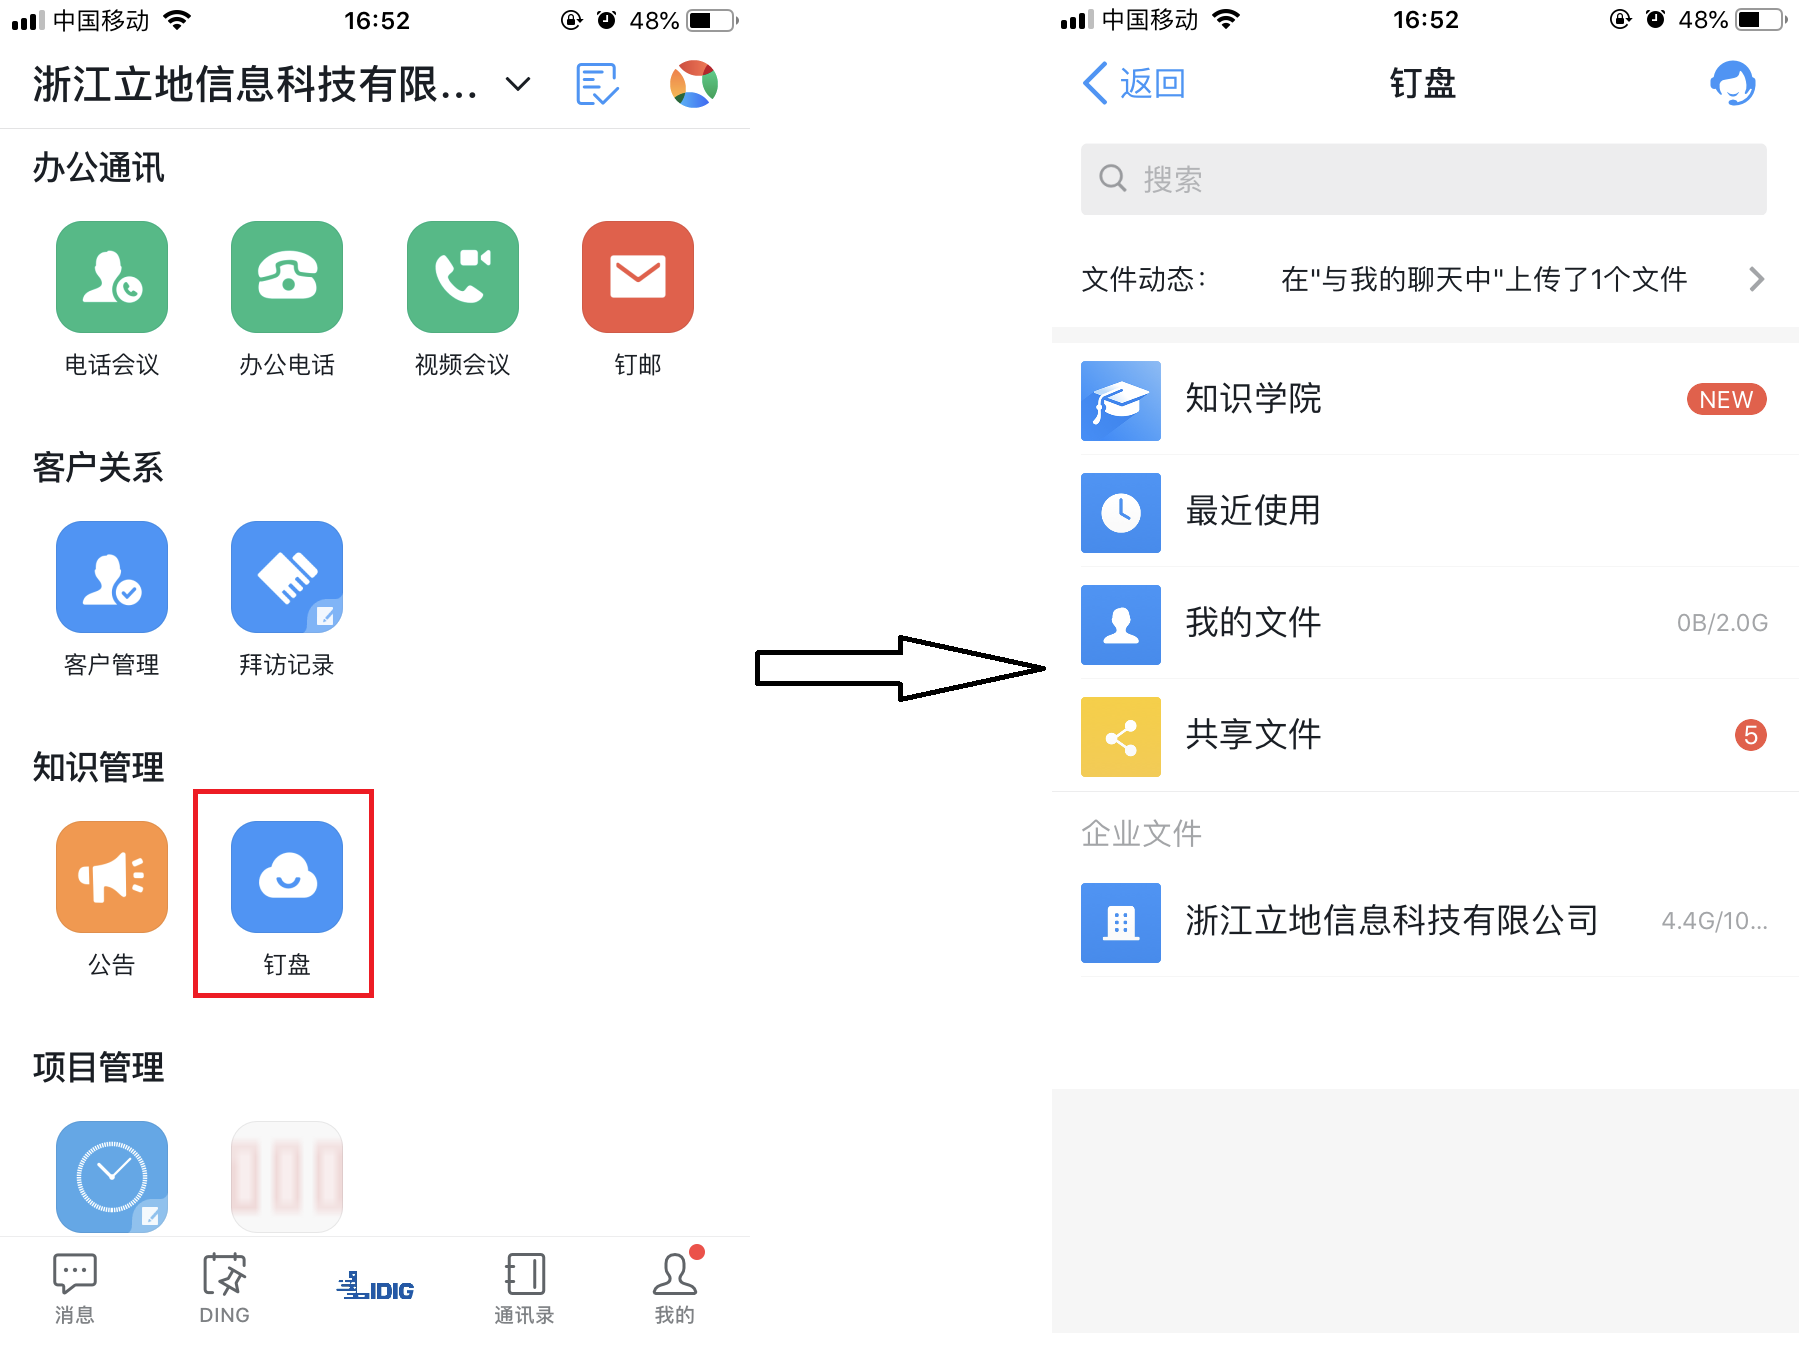 中国移动 16:52 48%
浙江立地信息科技有限...
办公通讯
电话会议 办公电话 视频会议 钉邮
客户关系
客户管理 拜访记录
知识管理
公告 钉盘
项目管理
消息 DING LIDIG 通讯录 我的
中国移动 16:52 48%
返回 钉盘
搜索
文件动态： 在"与我的聊天中"上传了1个文件
知识学院 NEW
最近使用
我的文件 0B/2.0G
共享文件 5
企业文件
浙江立地信息科技有限公司 4.4G/10...